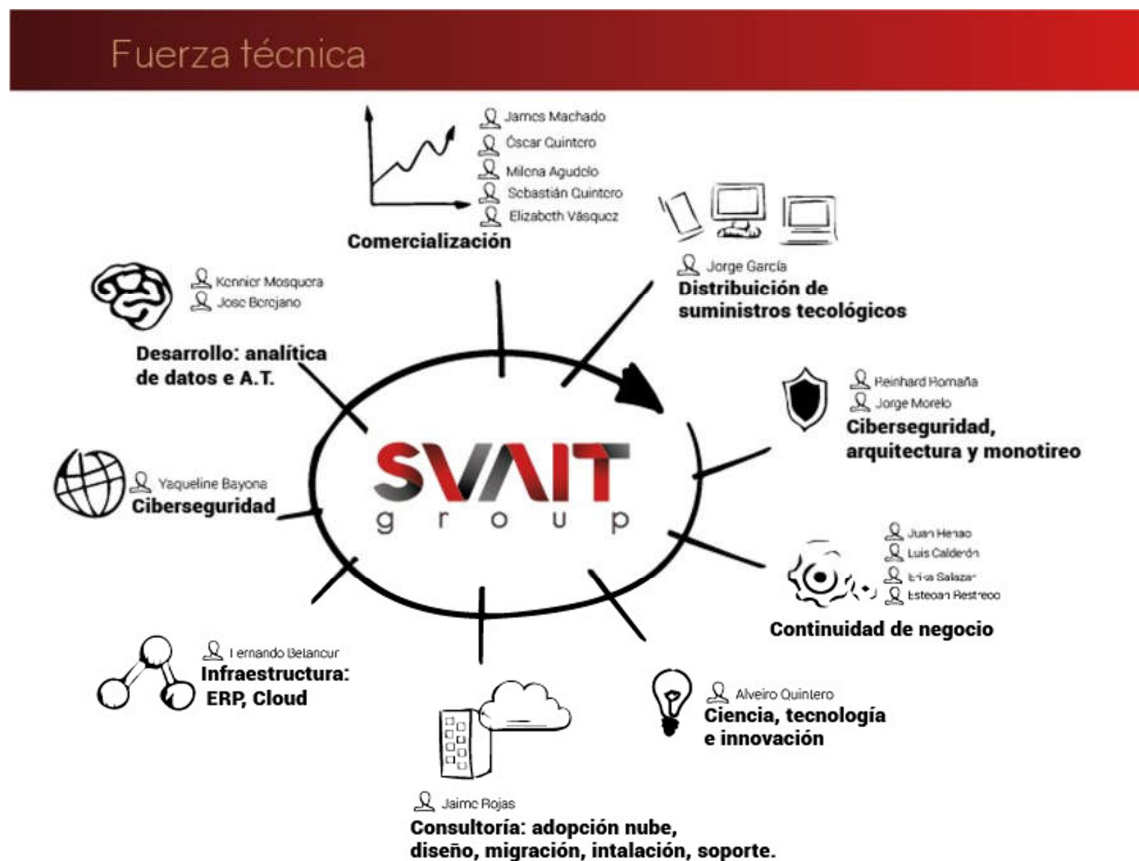 Fuerza técnica
James Machado
Óscar Quintero
Milena Agudelo
Sebastián Quintero
Elizabeth Vásquez
Comercialización
Jorge García
Distribución de
suministros tecológicos
Kennier Mosquera
Jose Berejano
Desarrollo: analítica
de datos e A.T.
Reinhard Romaña
Jorge Morelo
Ciberseguridad,
arquitectura y monotireo
SVAIT
group
Yaqueline Bayona
Ciberseguridad
Juan Henao
Luis Calderón
Erika Salazar
Esteban Restrepo
Continuidad de negocio
Fernando Betancur
Infraestructura:
ERP, Cloud
Alveiro Quintero
Ciencia, tecnología
e innovación
Jaime Rojas
Consultoría: adopción nube,
diseño, migración, intalación, soporte.